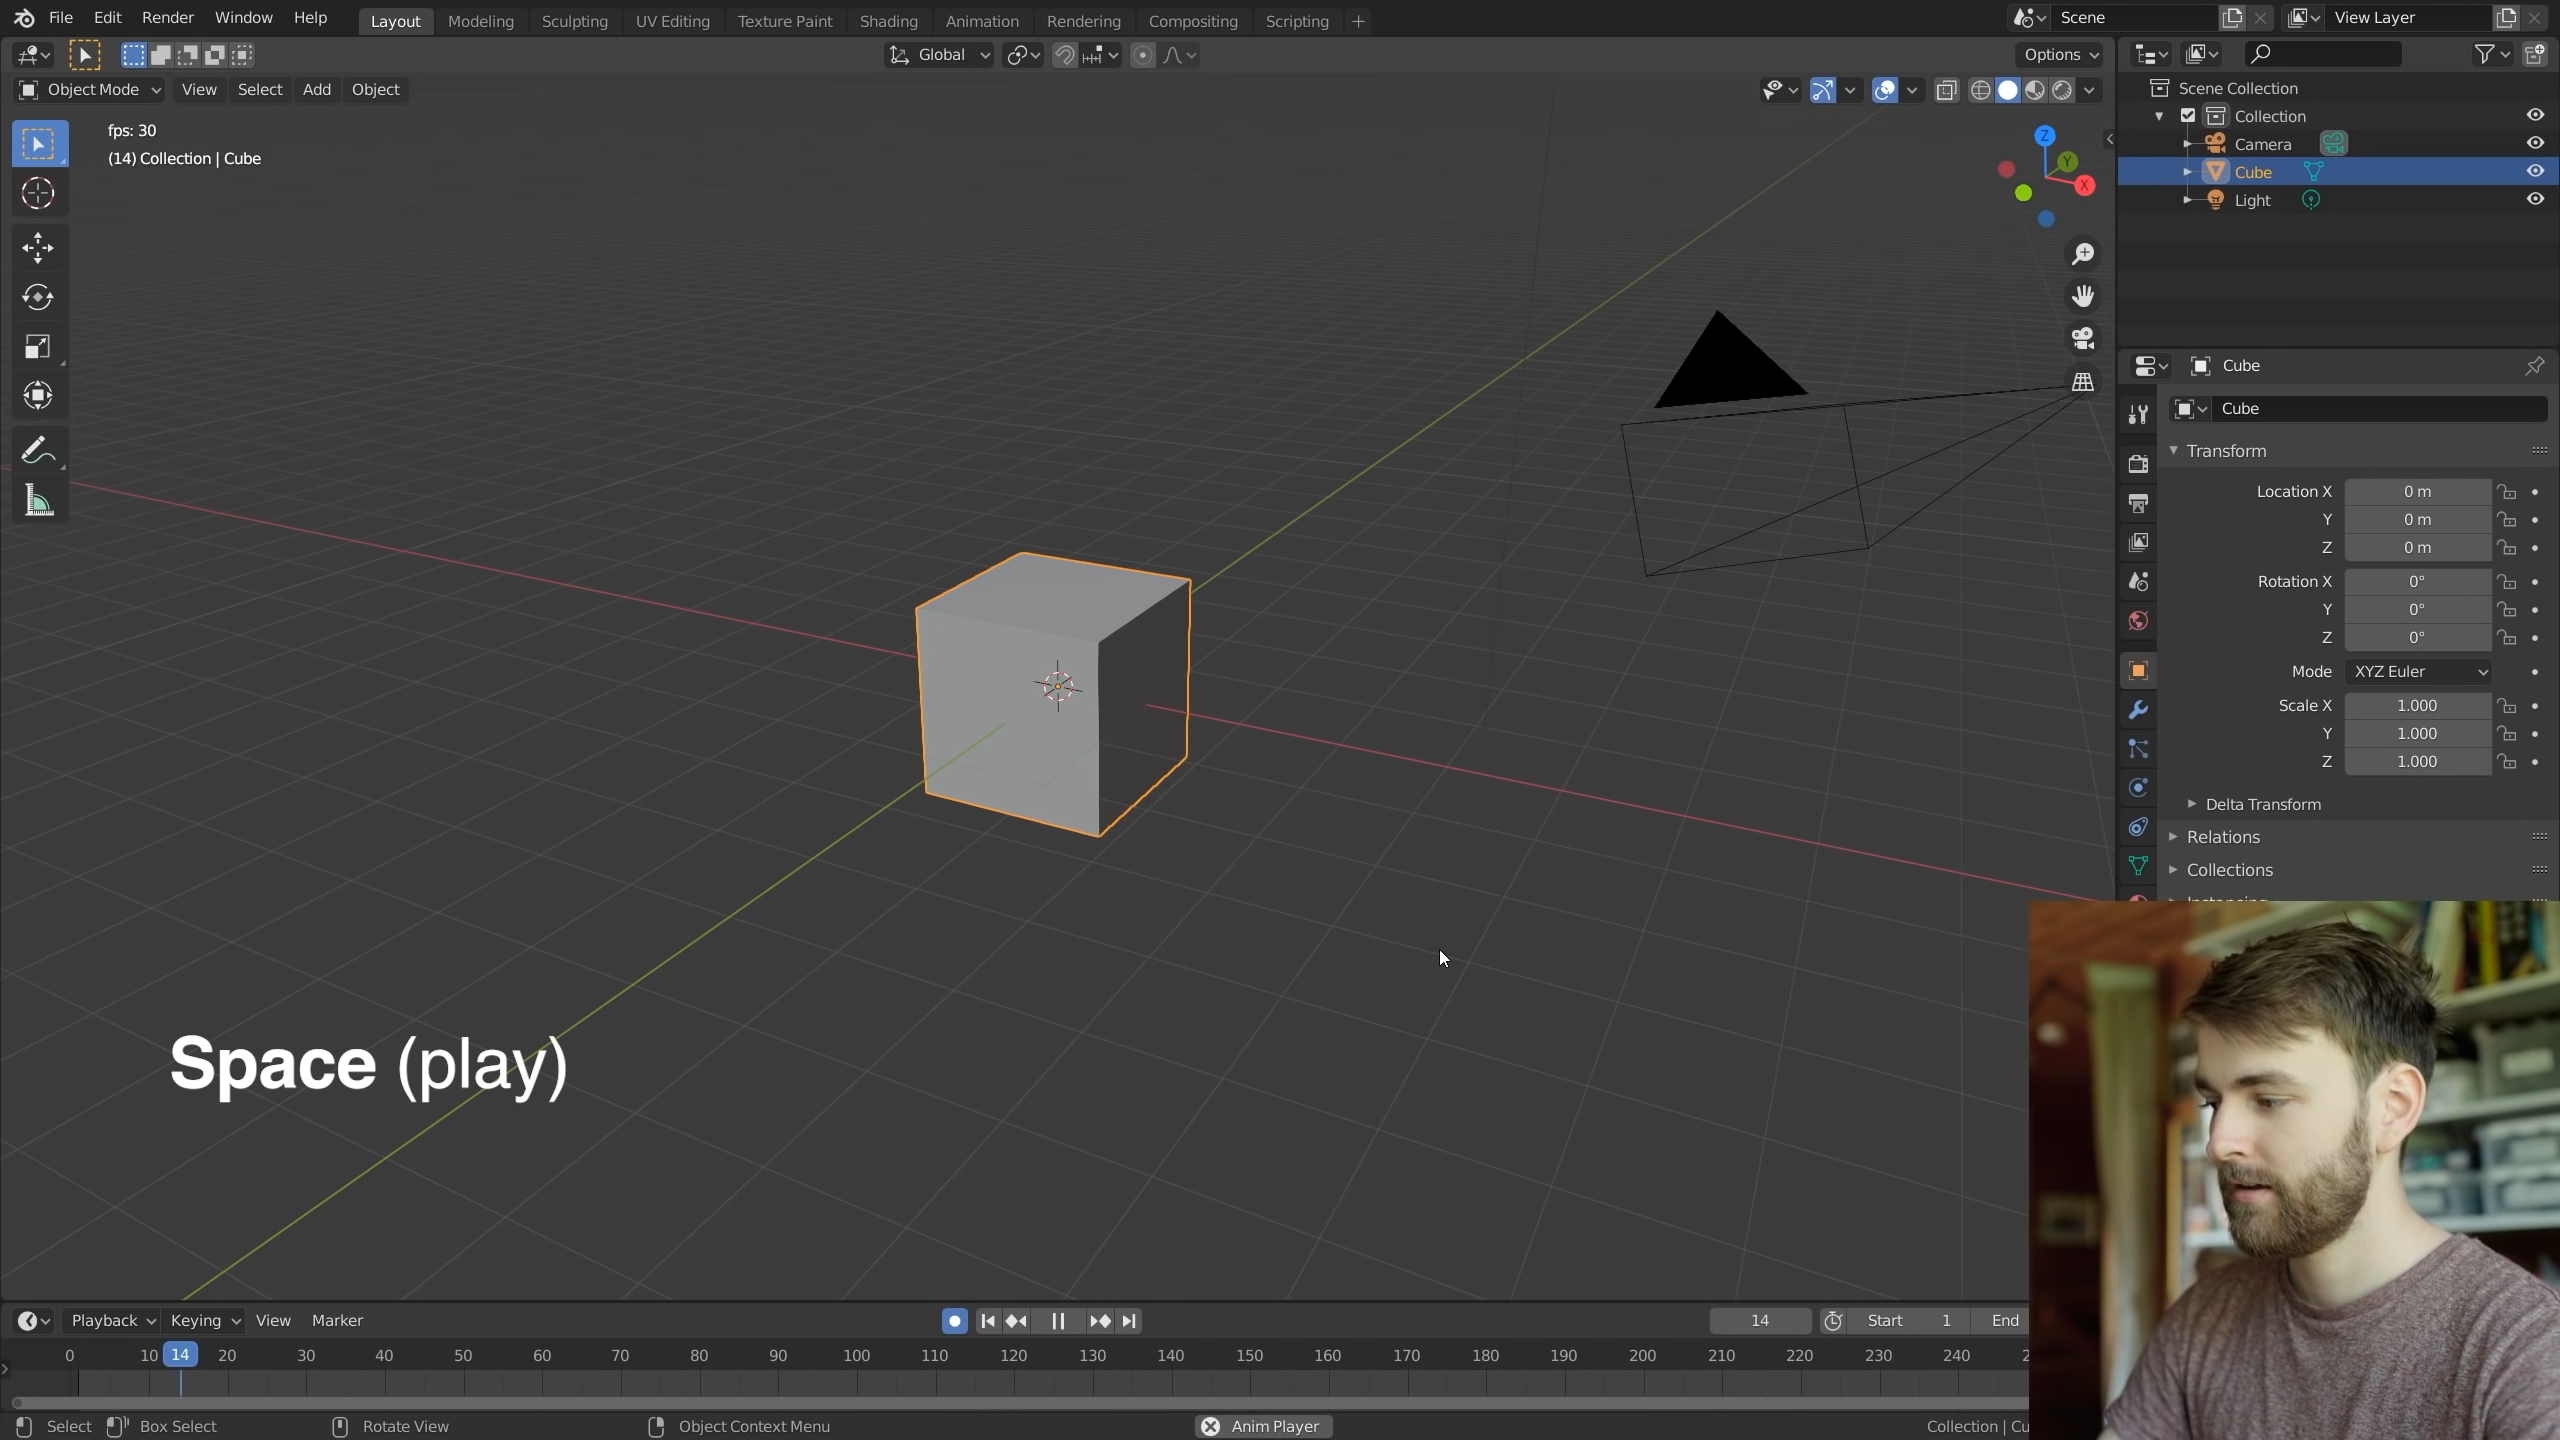 File Edit Render Window Help
Layout Modeling Sculpting UV Editing Texture Paint Shading Animation Rendering Compositing Scripting +
Scene
View Layer
Global
Options
Object Mode View Select Add Object
fps: 30
(14) Collection | Cube
Z
Y
X
Scene Collection
Collection
Camera
Cube
Light
Cube
Cube
Transform
Location X 0 m
Y 0 m
Z 0 m
Rotation X 0°
Y 0°
Z 0°
Mode XYZ Euler
Scale X 1.000
Y 1.000
Z 1.000
Delta Transform
Relations
Collections
Space (play)
Playback Keying View Marker
14
Start 1 End
0 10 14 20 30 40 50 60 70 80 90 100 110 120 130 140 150 160 170 180 190 200 210 220 230 240 2
Select Box Select Rotate View Object Context Menu Anim Player Collection | Cu